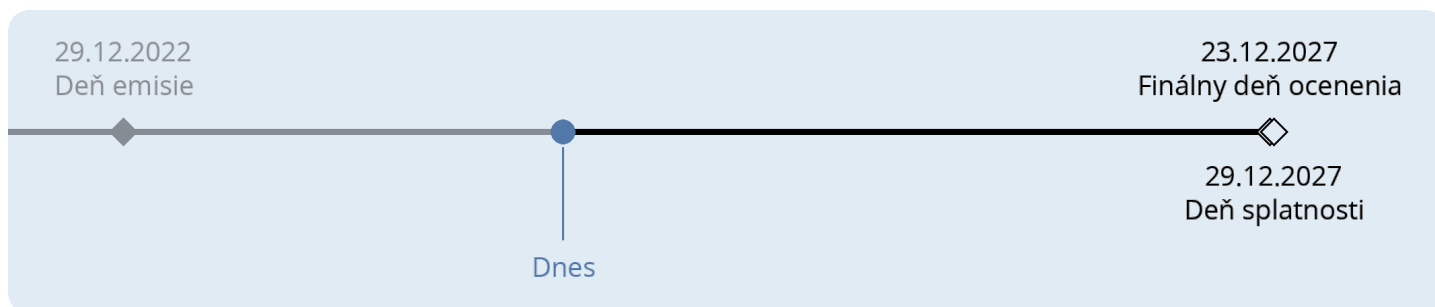 29.12.2022
Deň emisie
23.12.2027
Finálny deň ocenenia
29.12.2027
Deň splatnosti
Dnes